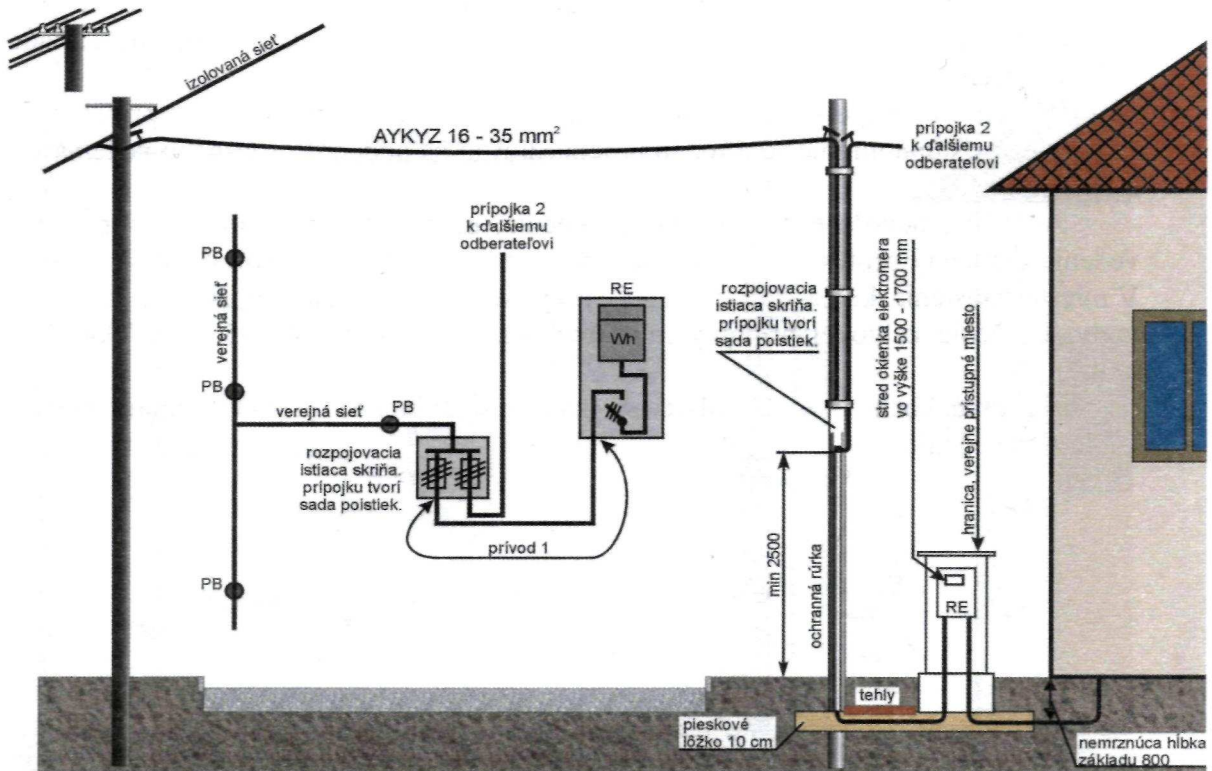 izolovaná sieť
AYKYZ 16 - 35 mm²
prípojka 2
k ďalšiemu
odberateľovi
prípojka 2
k ďalšiemu
odberateľovi
PB
verejná sieť
PB
verejná sieť
PB
PB
rozpojovacia
istiaca skriňa.
prípojku tvorí
sada poistiek.
RE
Wh
prívod 1
rozpojovacia
istiaca skriňa.
prípojku tvorí
sada poistiek.
stred okienka elektromera
vo výške 1500 - 1700 mm
hranica, verejne prístupné miesto
min 2500
ochranná rúrka
RE
tehly
pieskové
lôžko 10 cm
nemrznúca hĺbka
základu 800